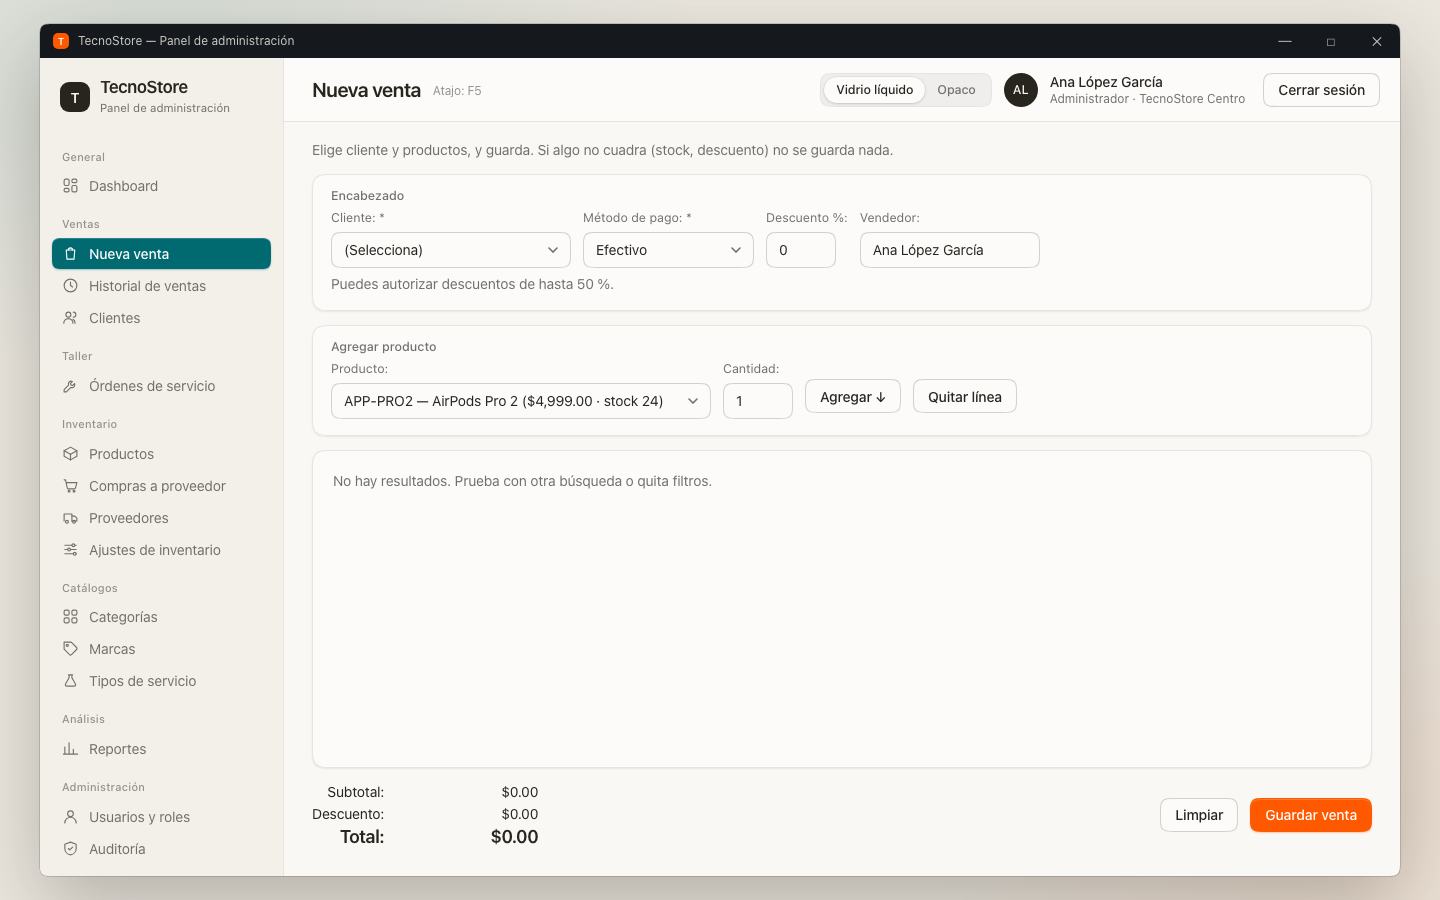 T TecnoStore — Panel de administración
T TecnoStore
Panel de administración
General
Dashboard
Ventas
Nueva venta
Historial de ventas
Clientes
Taller
Órdenes de servicio
Inventario
Productos
Compras a proveedor
Proveedores
Ajustes de inventario
Catálogos
Categorías
Marcas
Tipos de servicio
Análisis
Reportes
Administración
Usuarios y roles
Auditoría
Nueva venta Atajo: F5
Vidrio líquido Opaco
AL Ana López García
Administrador · TecnoStore Centro
Cerrar sesión
Elige cliente y productos, y guarda. Si algo no cuadra (stock, descuento) no se guarda nada.
Encabezado
Cliente: * Método de pago: * Descuento %: Vendedor:
(Selecciona) Efectivo 0 Ana López García
Puedes autorizar descuentos de hasta 50 %.
Agregar producto
Producto: Cantidad:
APP-PRO2 — AirPods Pro 2 ($4,999.00 · stock 24) 1 Agregar ↓ Quitar línea
No hay resultados. Prueba con otra búsqueda o quita filtros.
Subtotal: $0.00
Descuento: $0.00
Total: $0.00
Limpiar Guardar venta